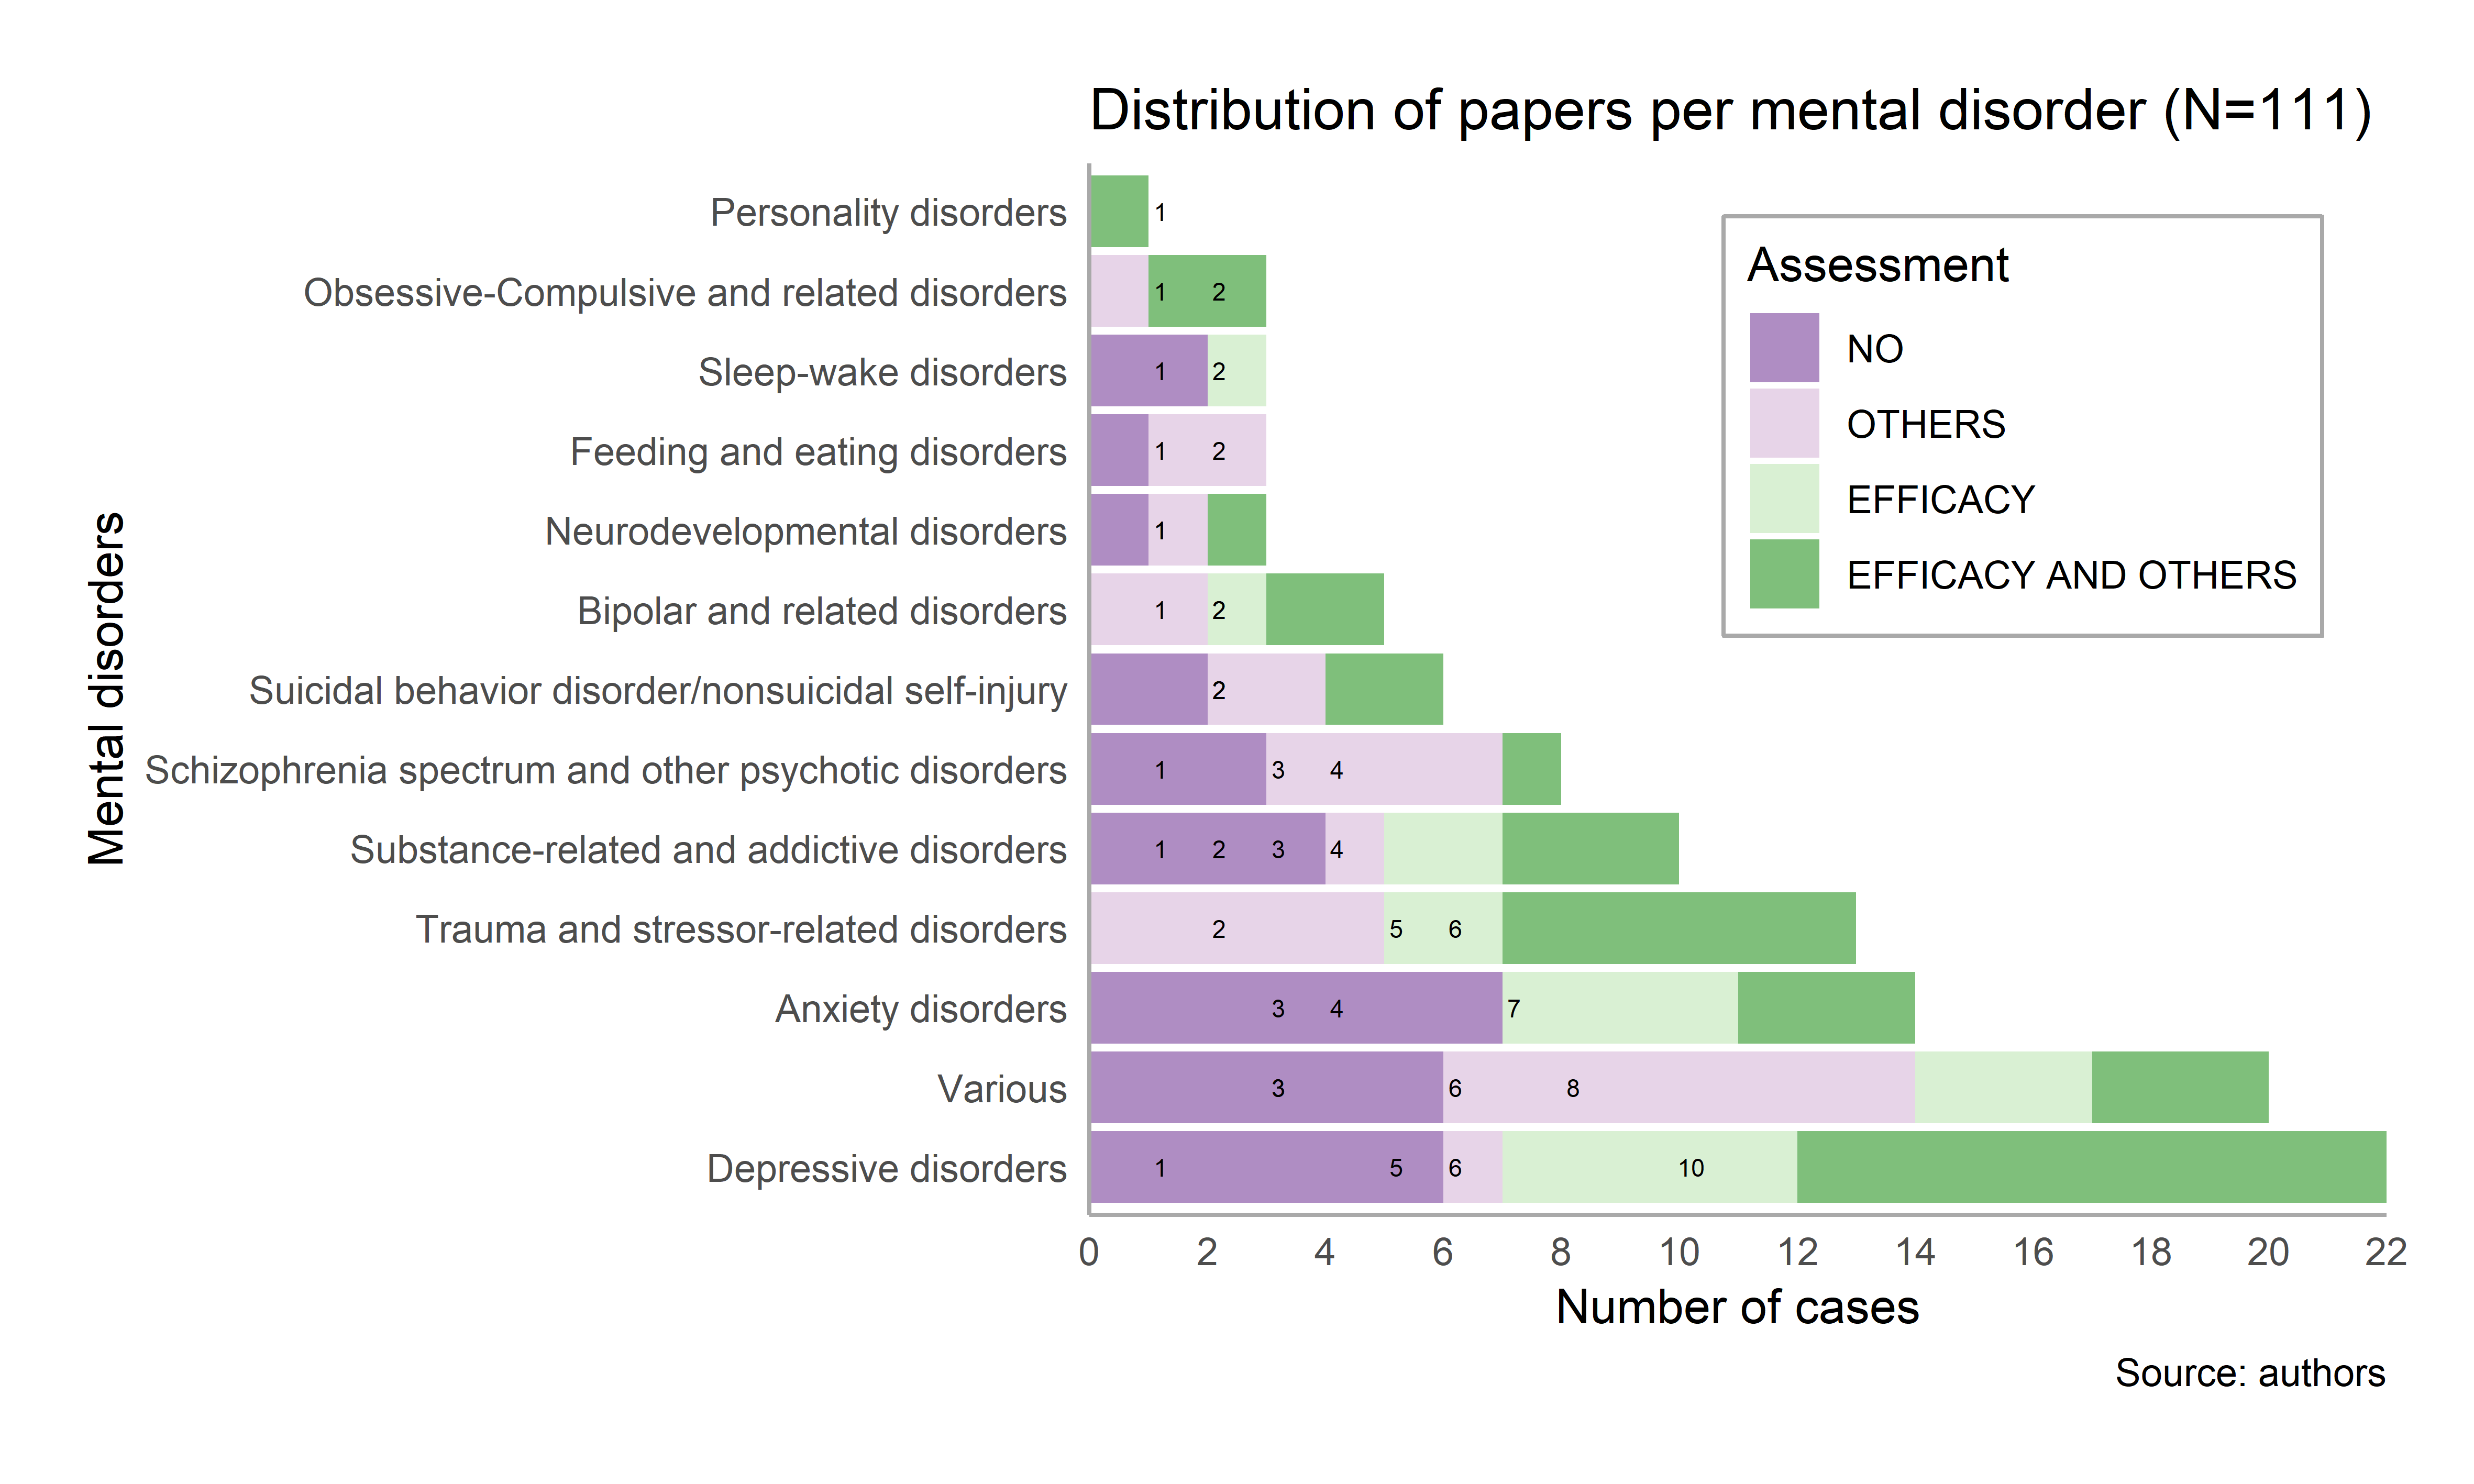 Distribution of papers per mental disorder (N=111)
Personality disorders 1
Obsessive-Compulsive and related disorders 1 2
Sleep-wake disorders 1 2
Feeding and eating disorders 1 2
Neurodevelopmental disorders 1
Bipolar and related disorders 1 2
Suicidal behavior disorder/nonsuicidal self-injury 2
Schizophrenia spectrum and other psychotic disorders 1 3 4
Substance-related and addictive disorders 1 2 3 4
Trauma and stressor-related disorders 2 5 6
Anxiety disorders 3 4 7
Various 3 6 8
Depressive disorders 1 5 6 10
Mental disorders
Assessment
NO
OTHERS
EFFICACY
EFFICACY AND OTHERS
0 2 4 6 8 10 12 14 16 18 20 22
Number of cases
Source: authors